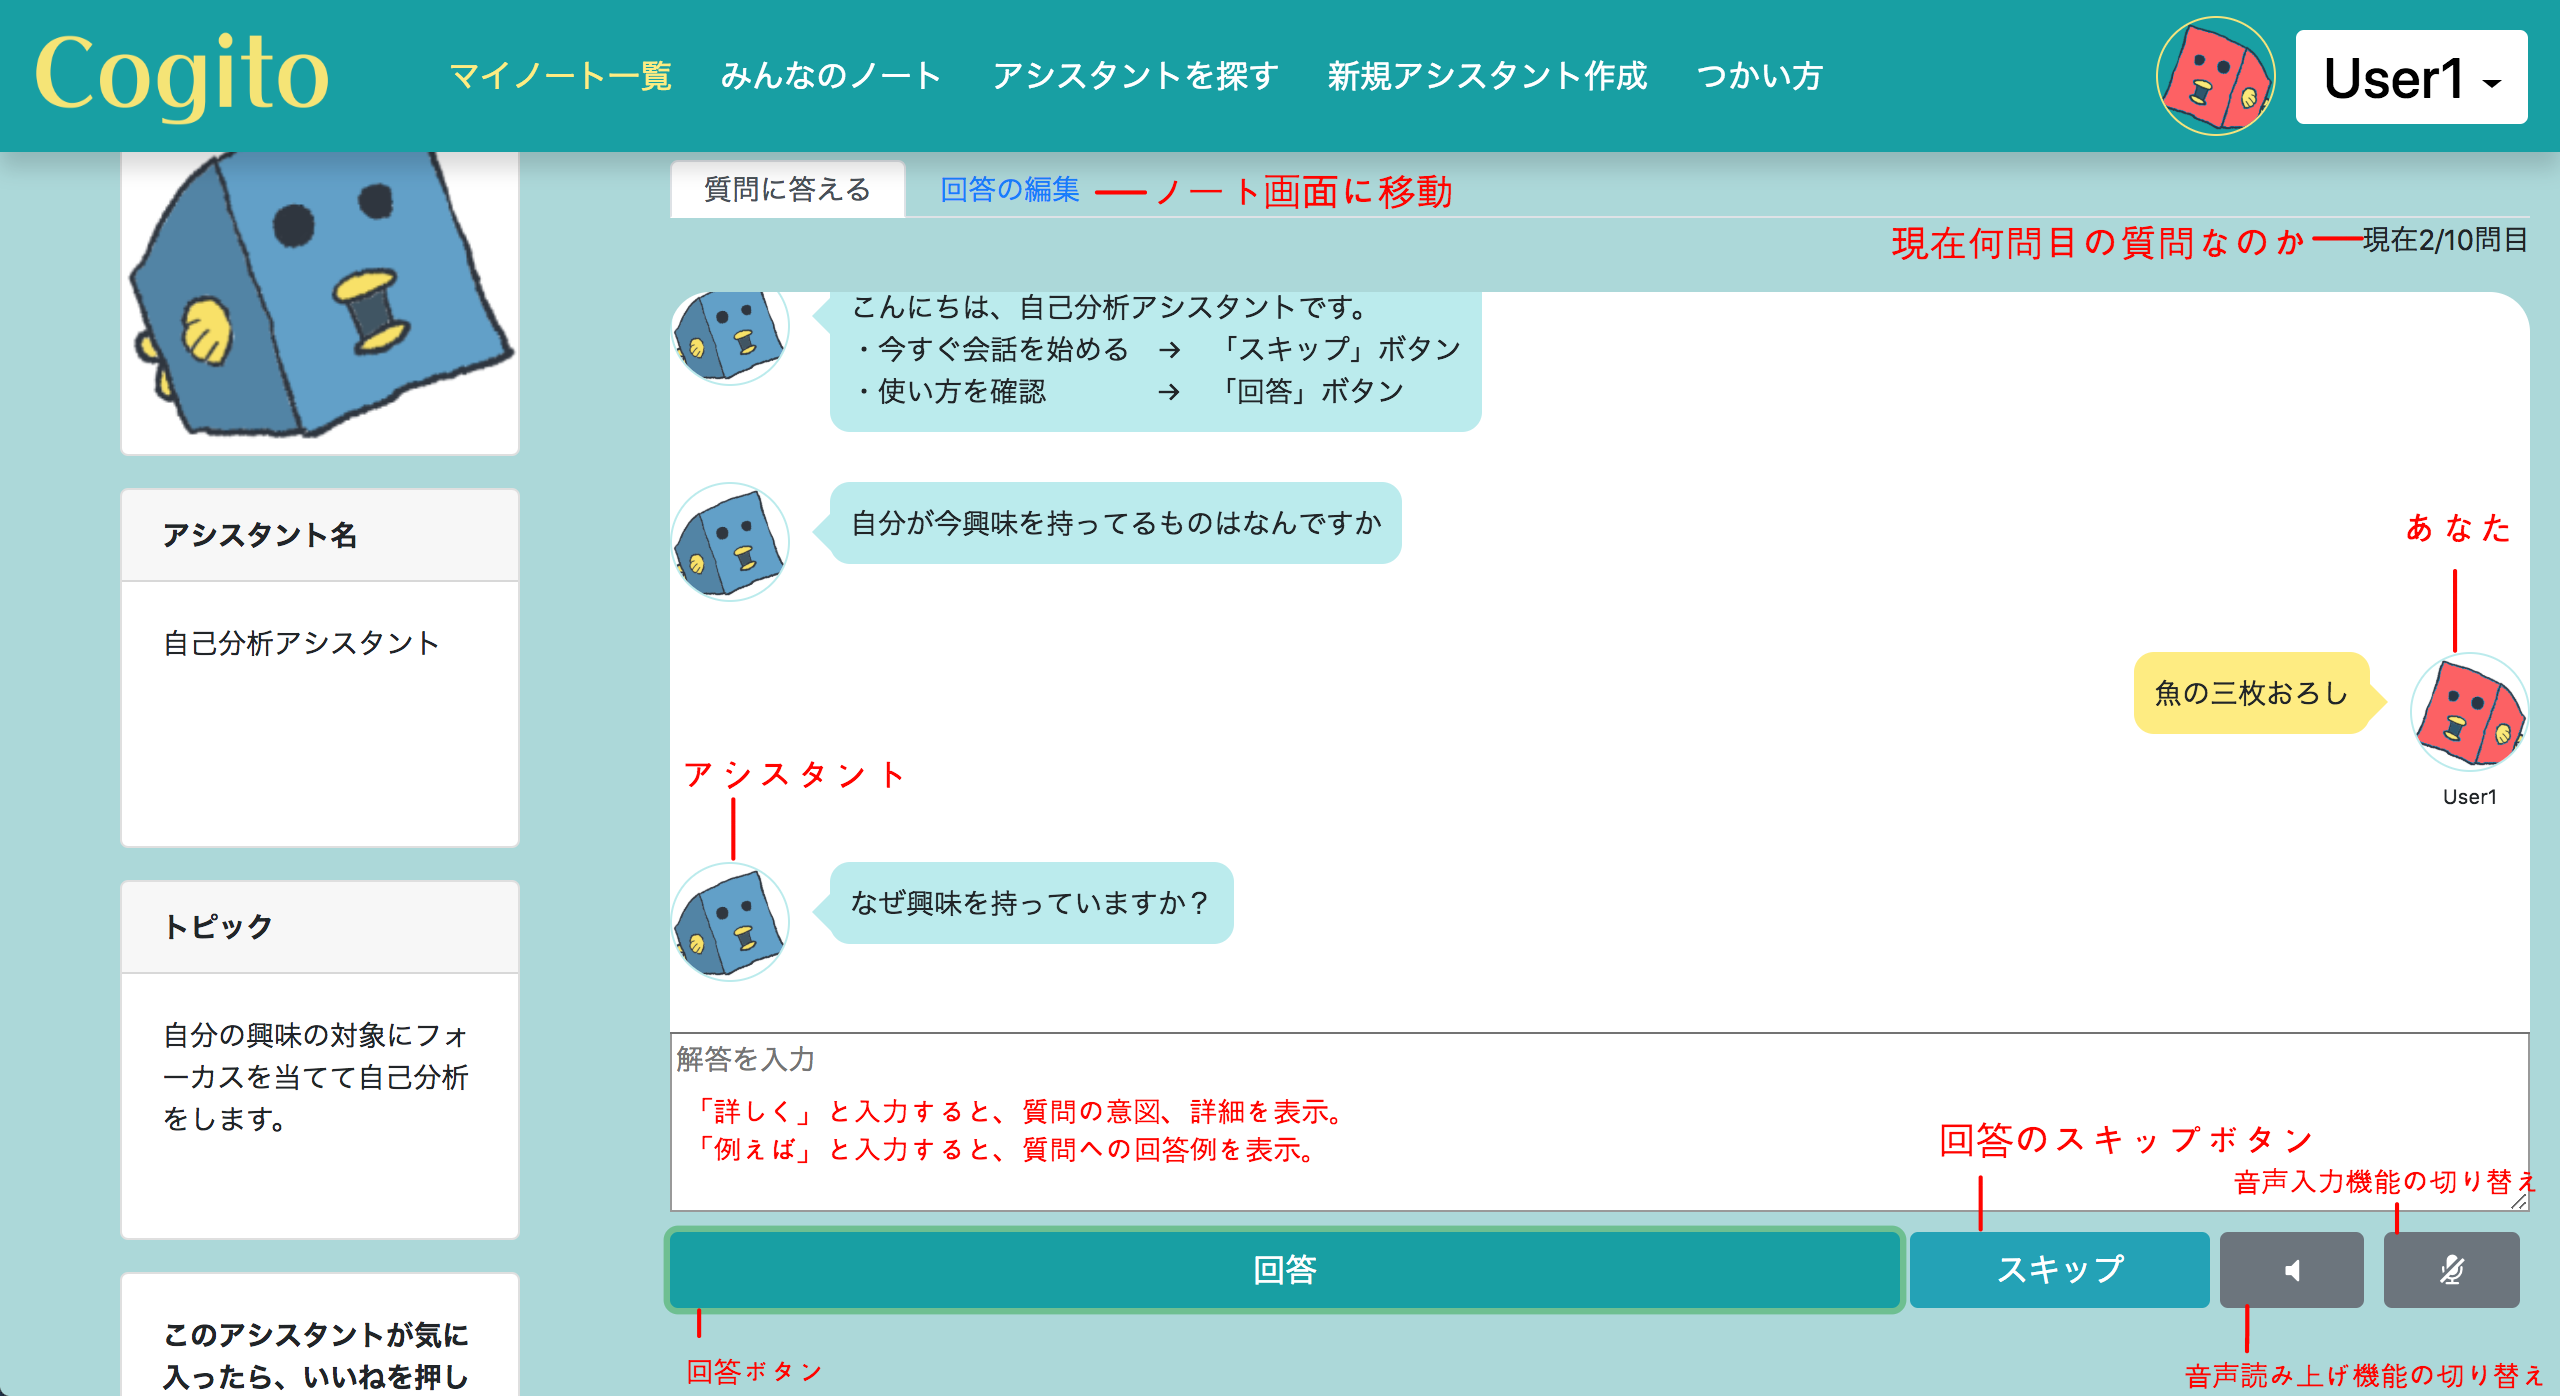 Cogito
マイノート一覧
みんなのノート
アシスタントを探す
新規アシスタント作成
つかい方
User1
質問に答える
回答の編集
ノート画面に移動
現在何問目の質問なのか
現在2/10問目
こんにちは、自己分析アシスタントです。
・今すぐ会話を始める → 「スキップ」ボタン
・使い方を確認 → 「回答」ボタン
アシスタント名
自己分析アシスタント
自分が今興味を持ってるものはなんですか
あなた
魚の三枚おろし
User1
アシスタント
なぜ興味を持っていますか？
トピック
自分の興味の対象にフォ
ーカスを当てて自己分析
をします。
解答を入力
「詳しく」と入力すると、質問の意図、詳細を表示。
「例えば」と入力すると、質問への回答例を表示。
回答のスキップボタン
音声入力機能の切り替え
回答
スキップ
回答ボタン
音声読み上げ機能の切り替え
このアシスタントが気に
入ったら、いいねを押し